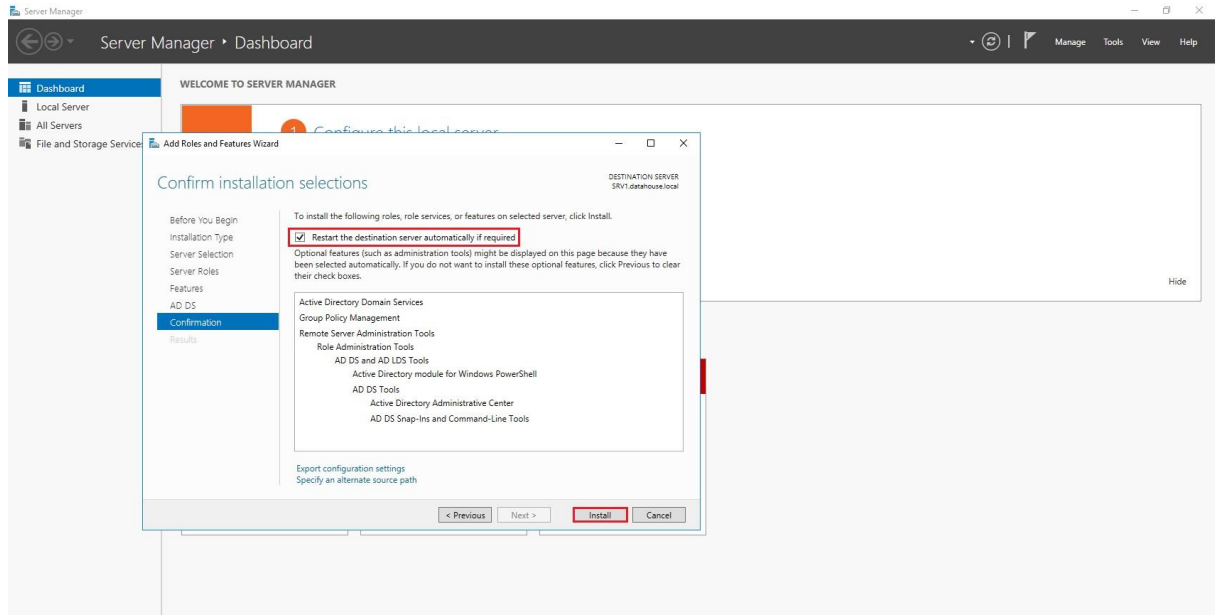 Server Manager
Server Manager ‣ Dashboard
Manage Tools View Help
Dashboard
Local Server
All Servers
File and Storage Service
WELCOME TO SERVER MANAGER
1 Configure this local server
Hide
Add Roles and Features Wizard
Confirm installation selections
DESTINATION SERVER
SRV1.datahouse.local
Before You Begin
Installation Type
Server Selection
Server Roles
Features
AD DS
Confirmation
Results
To install the following roles, role services, or features on selected server, click Install.
Restart the destination server automatically if required
Optional features (such as administration tools) might be displayed on this page because they have
been selected automatically. If you do not want to install these optional features, click Previous to clear
their check boxes.
Active Directory Domain Services
Group Policy Management
Remote Server Administration Tools
Role Administration Tools
AD DS and AD LDS Tools
Active Directory module for Windows PowerShell
AD DS Tools
Active Directory Administrative Center
AD DS Snap-Ins and Command-Line Tools
Export configuration settings
Specify an alternate source path
< Previous Next > Install Cancel